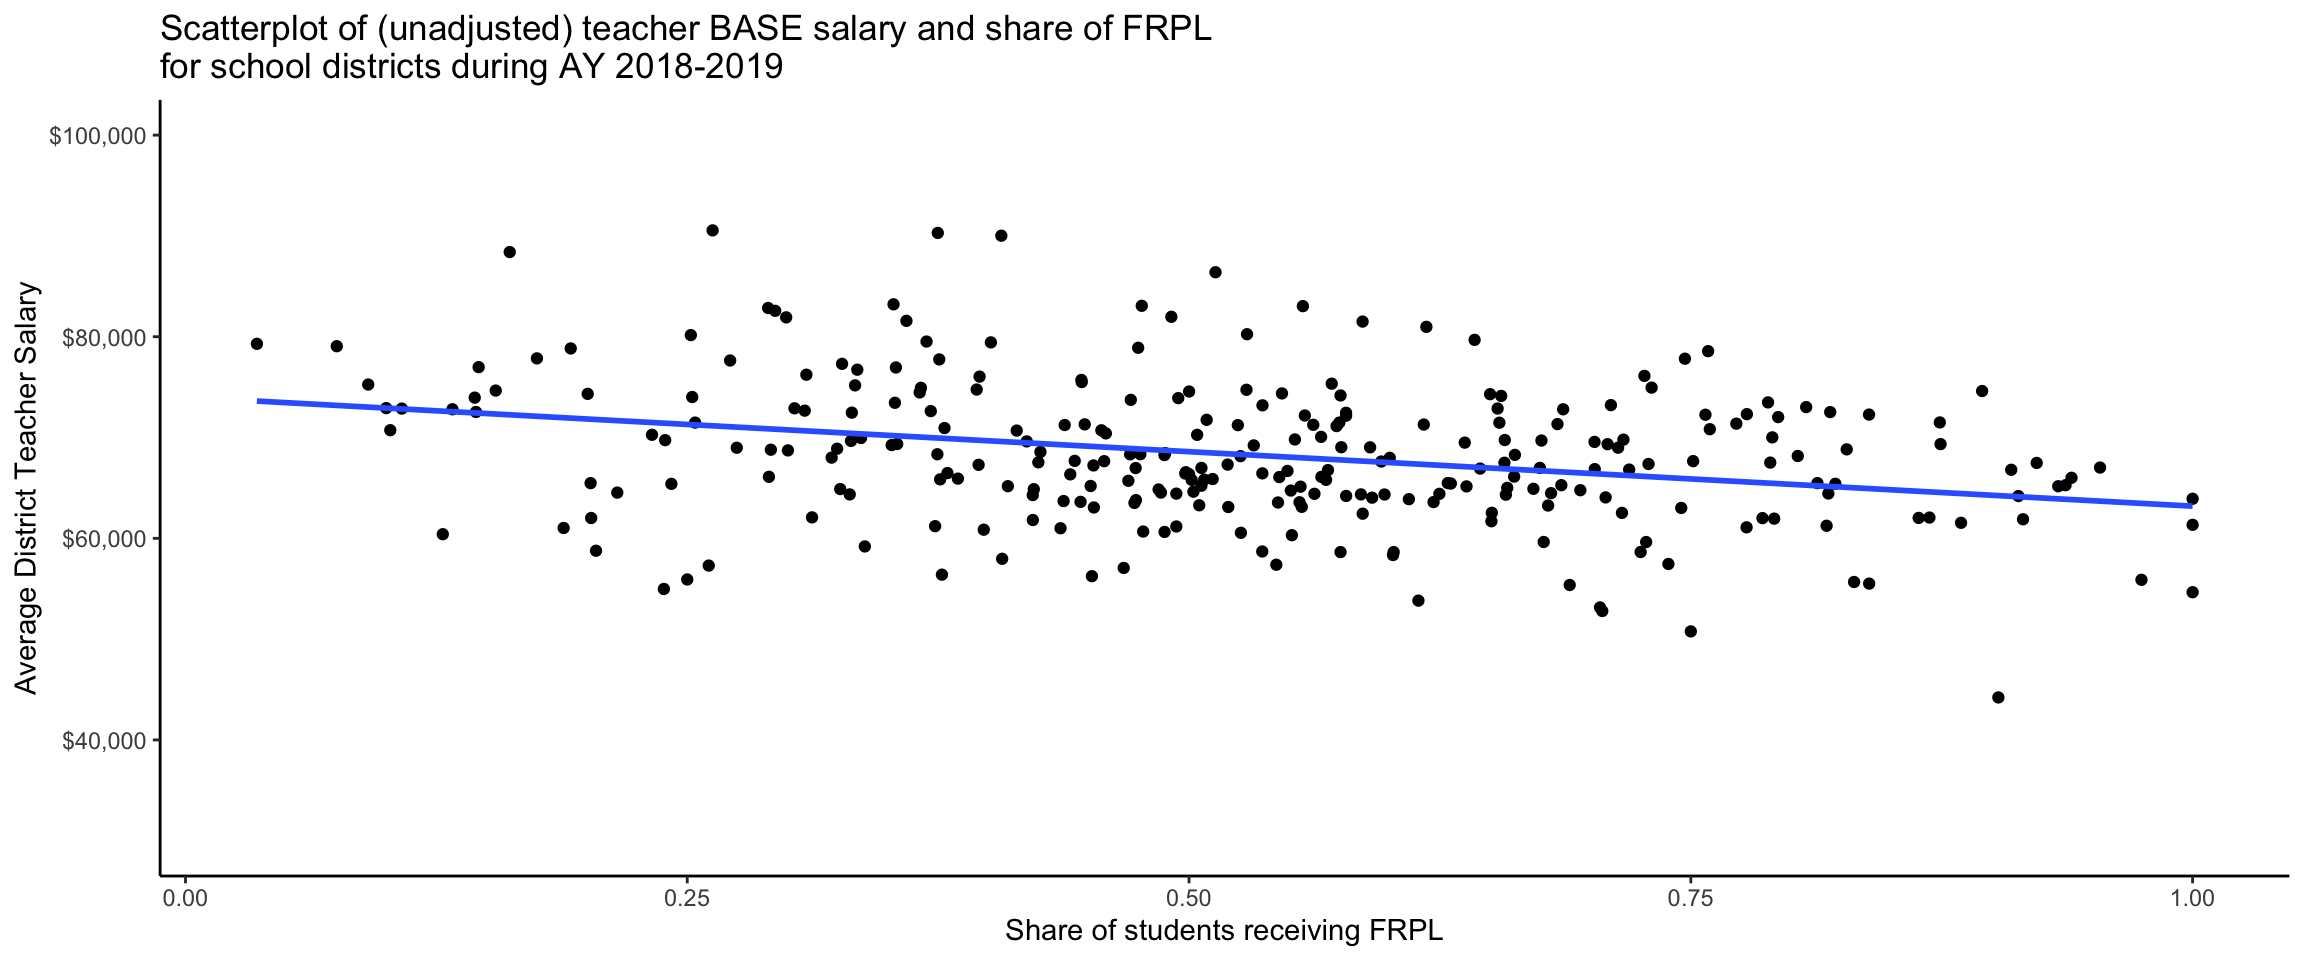 Scatterplot of (unadjusted) teacher BASE salary and share of FRPL
for school districts during AY 2018-2019
Average District Teacher Salary
$100,000
$80,000
$60,000
$40,000
0.00
0.25
0.50
0.75
1.00
Share of students receiving FRPL